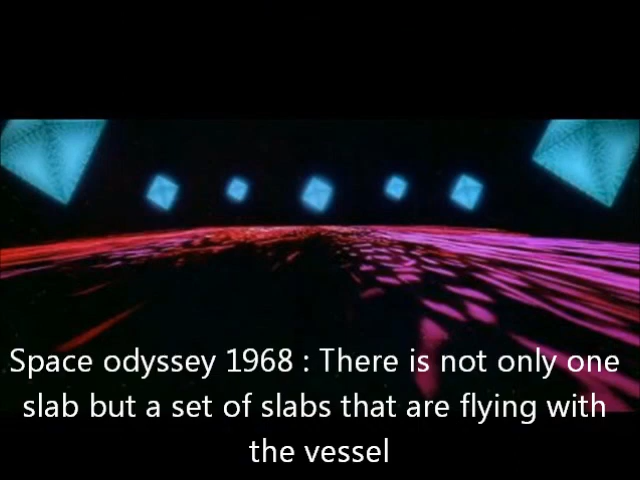 Space odyssey 1968 : There is not only one
slab but a set of slabs that are flying with
the vessel